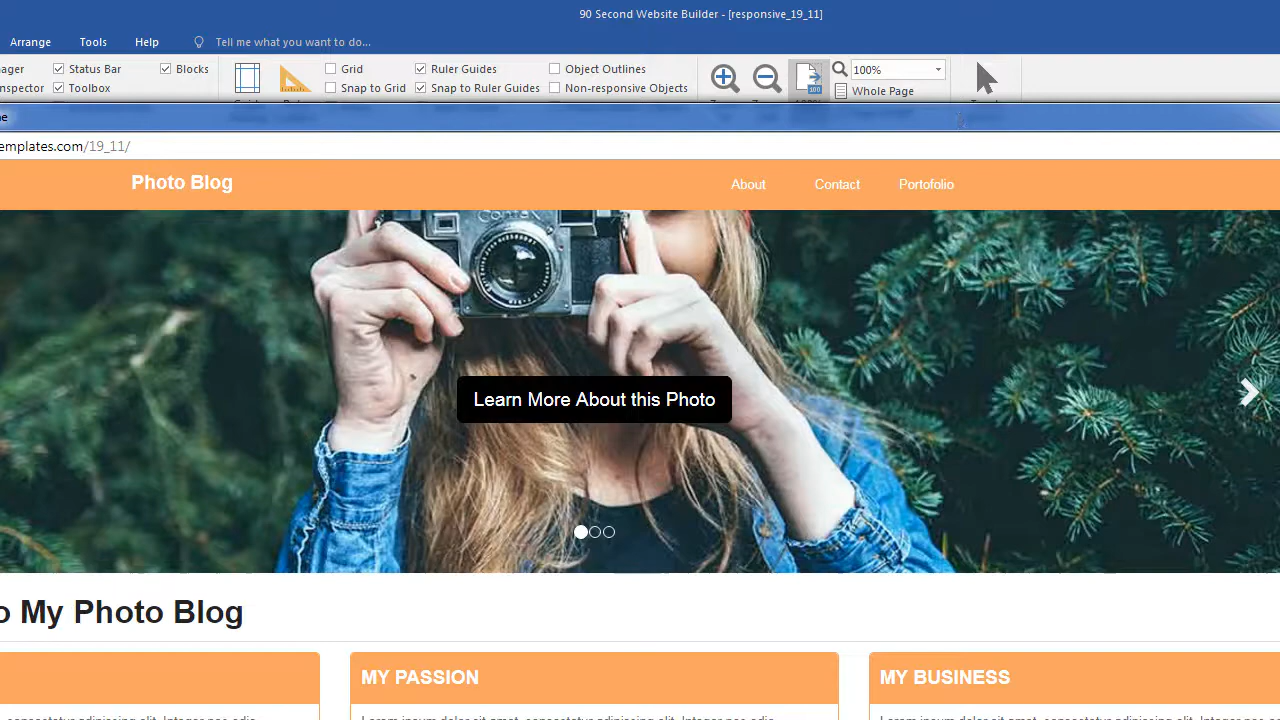 90 Second Website Builder - [responsive_19_11]
Arrange Tools Help Tell me what you want to do...
ager Status Bar Blocks Grid Ruler Guides Object Outlines 100%
nspector Toolbox Snap to Grid Snap to Ruler Guides Non-responsive Objects 100 Whole Page
e
emplates.com/19_11/
Photo Blog About Contact Portofolio
Contax
Learn More About this Photo
o My Photo Blog
MY PASSION MY BUSINESS